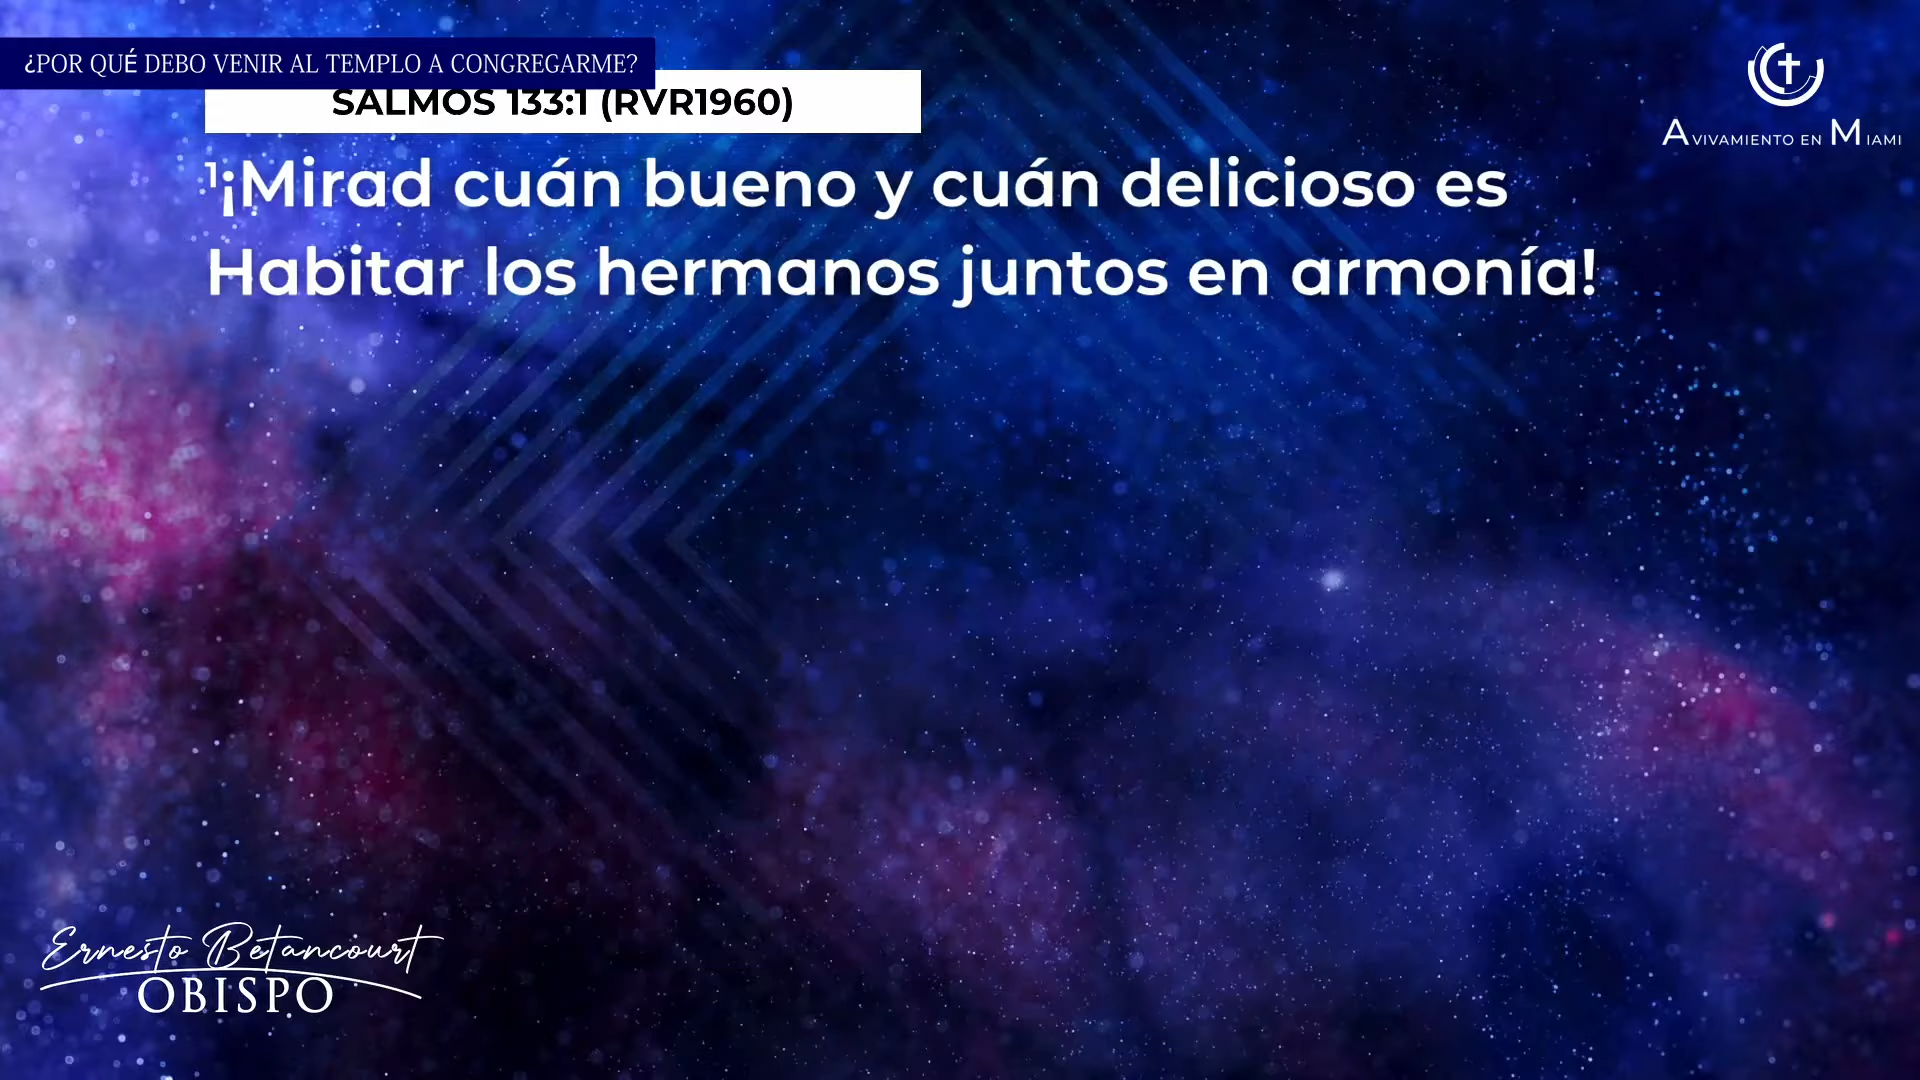 ¿POR QUÉ DEBO VENIR AL TEMPLO A CONGREGARME?
SALMOS 133:1 (RVR1960)
¹¡Mirad cuán bueno y cuán delicioso es
Habitar los hermanos juntos en armonía!
AVIVAMIENTO EN MIAMI
Ernesto Betancourt
OBISPO